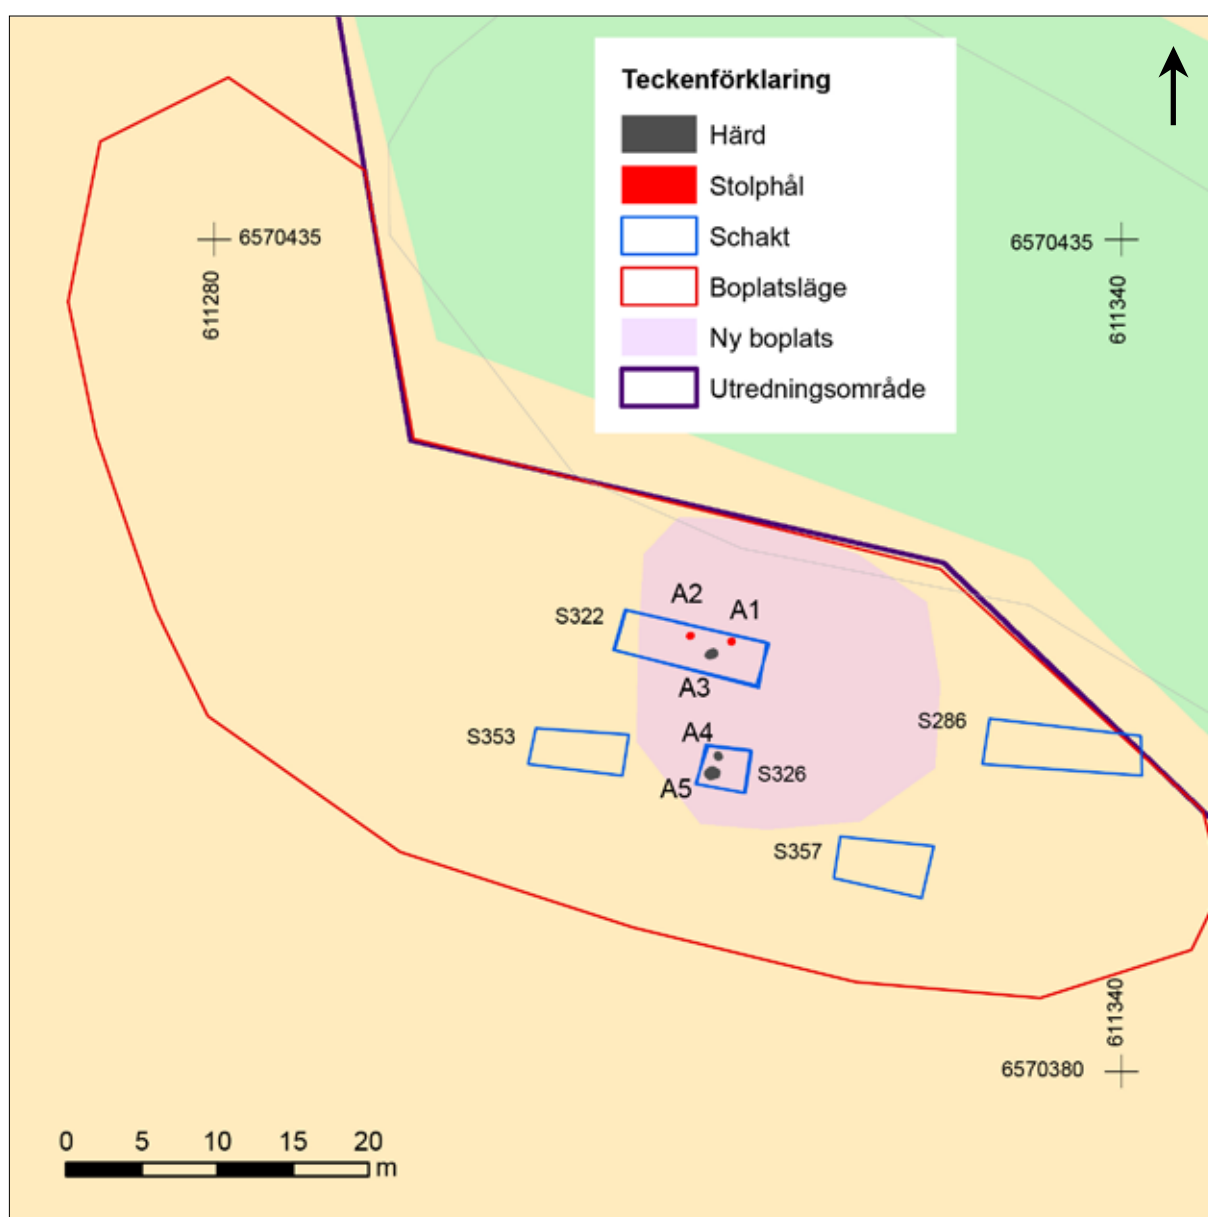 Teckenförklaring
Härd
Stolphål
Schakt
Boplatsläge
Ny boplats
Utredningsområde
6570435
611280
6570435
611340
A2
A1
S322
A3
S353
A4
S326
A5
S286
S357
611340
6570380
0 5 10 15 20
m